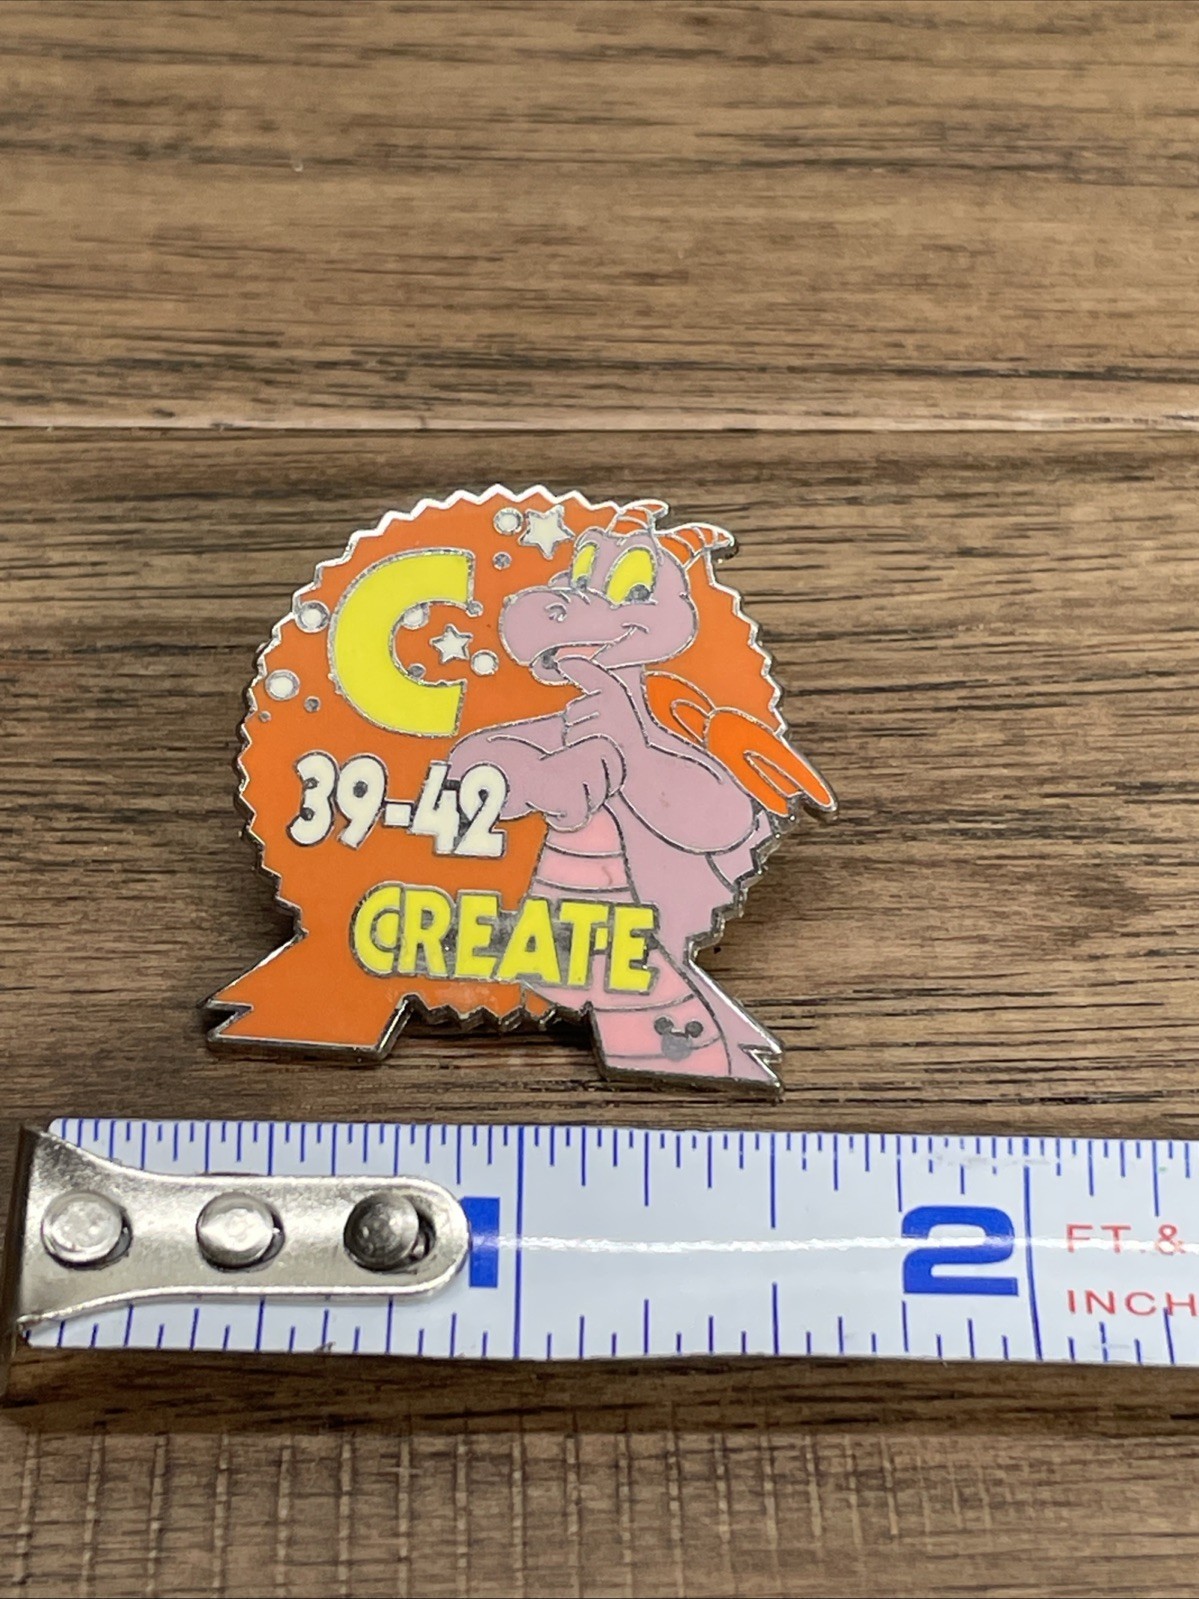 C
39-42
CREATE
1
2
FT. &
INCH